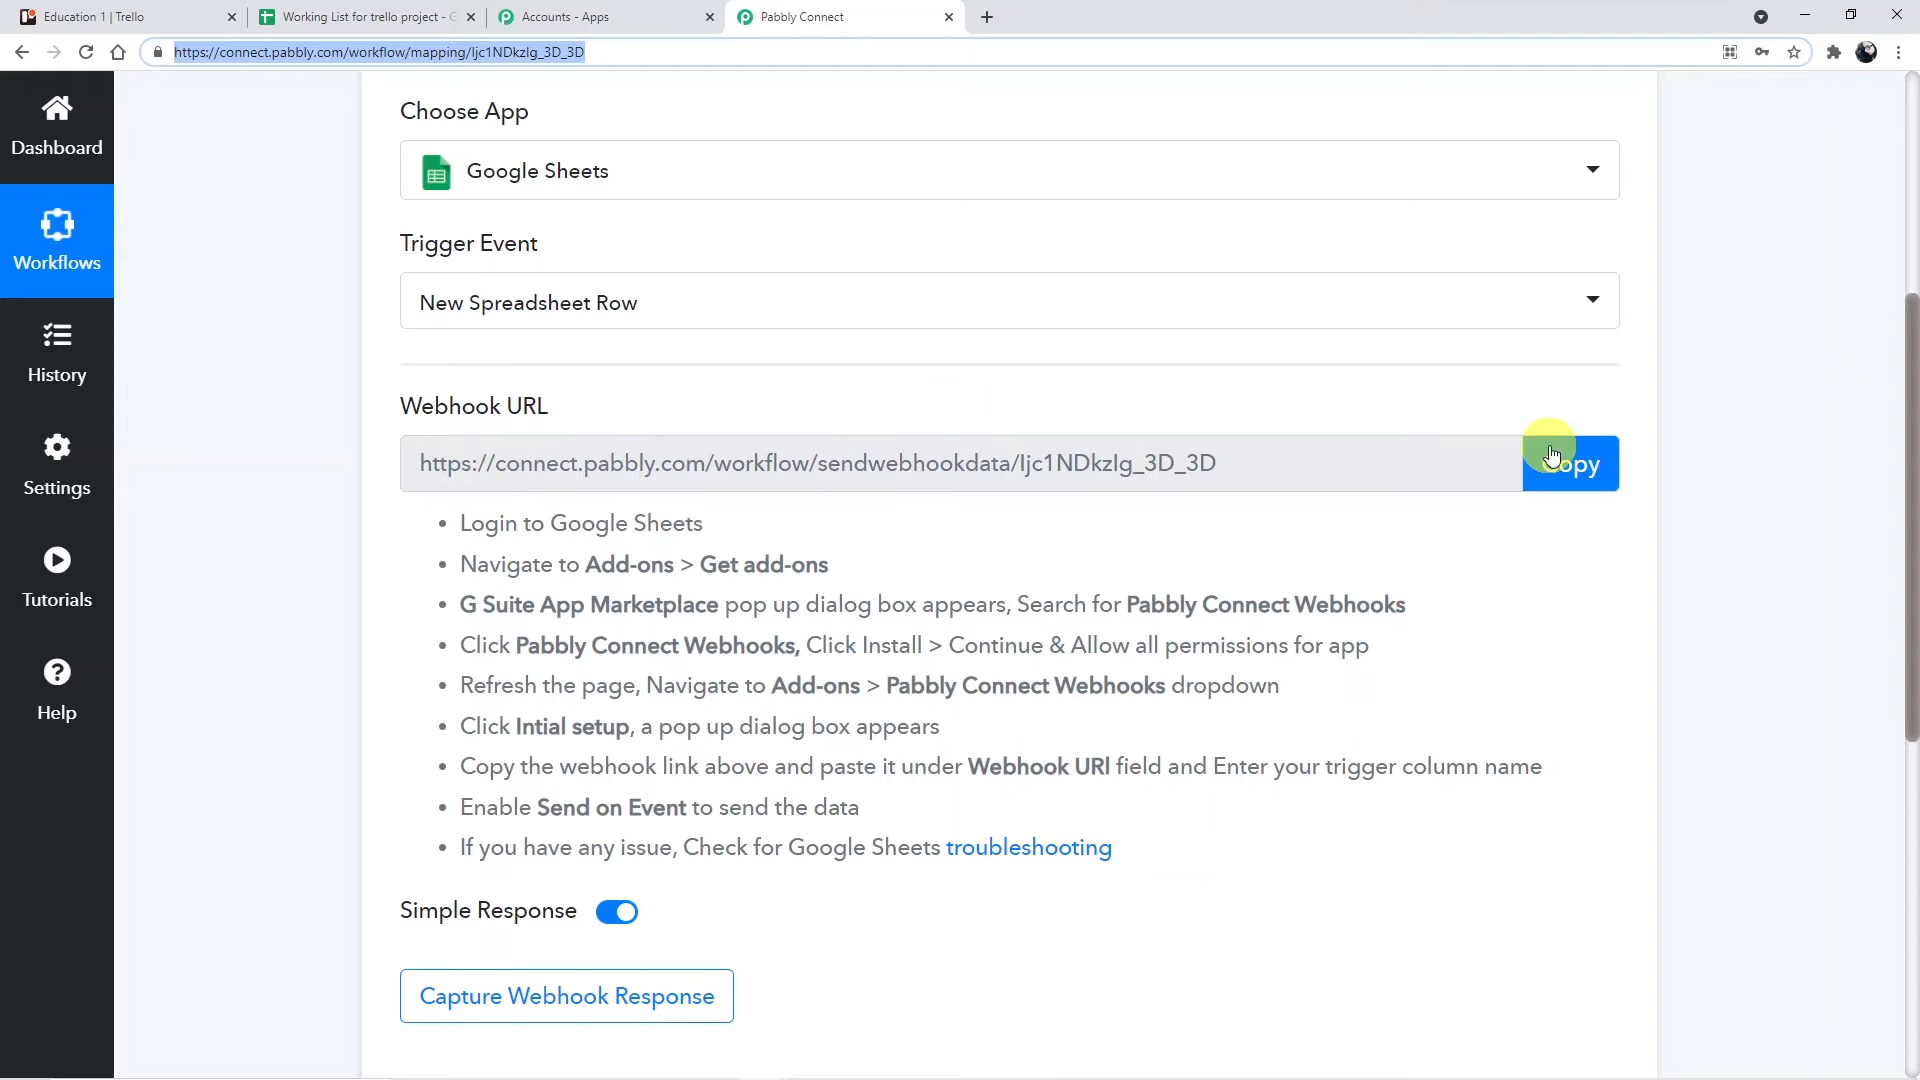 Education 1 | Trello
Working List for trello project - G
Accounts - Apps
Pabbly Connect
https://connect.pabbly.com/workflow/mapping/Ijc1NDkzIg_3D_3D
Dashboard
Workflows
History
Settings
Tutorials
Help
Choose App
Google Sheets
Trigger Event
New Spreadsheet Row
Webhook URL
https://connect.pabbly.com/workflow/sendwebhookdata/Ijc1NDkzIg_3D_3D
Copy
• Login to Google Sheets
• Navigate to Add-ons > Get add-ons
• G Suite App Marketplace pop up dialog box appears, Search for Pabbly Connect Webhooks
• Click Pabbly Connect Webhooks, Click Install > Continue & Allow all permissions for app
• Refresh the page, Navigate to Add-ons > Pabbly Connect Webhooks dropdown
• Click Intial setup, a pop up dialog box appears
• Copy the webhook link above and paste it under Webhook URl field and Enter your trigger column name
• Enable Send on Event to send the data
• If you have any issue, Check for Google Sheets troubleshooting
Simple Response
Capture Webhook Response